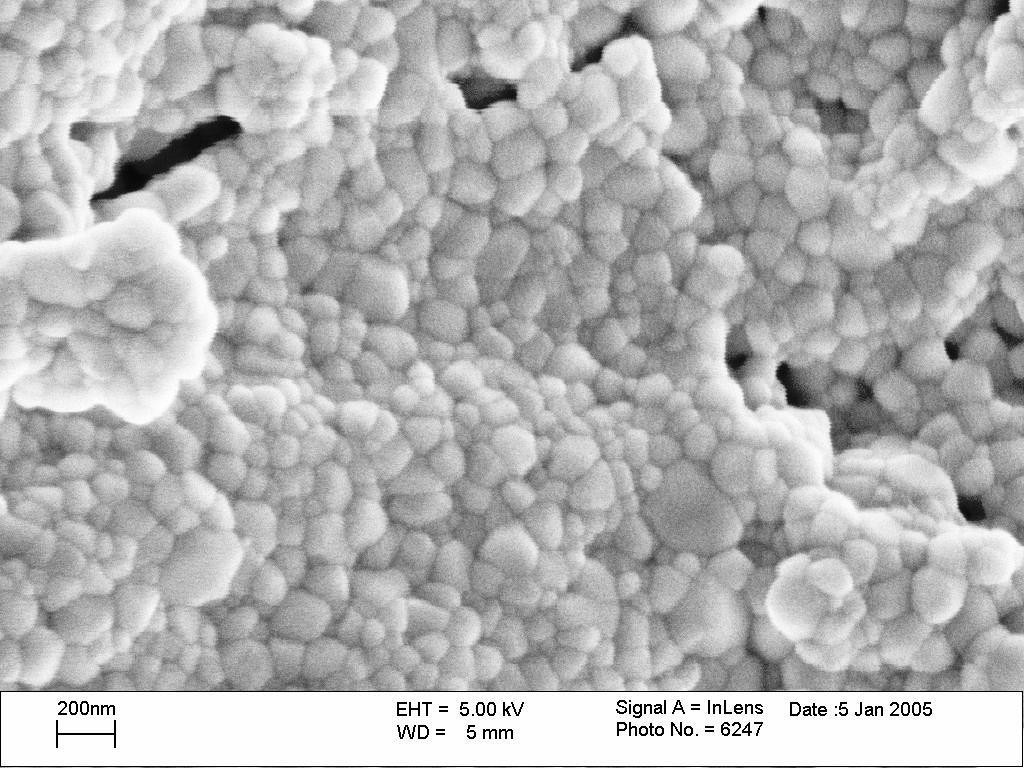 200nm
EHT = 5.00 kV
WD = 5 mm
Signal A = InLens
Photo No. = 6247
Date :5 Jan 2005